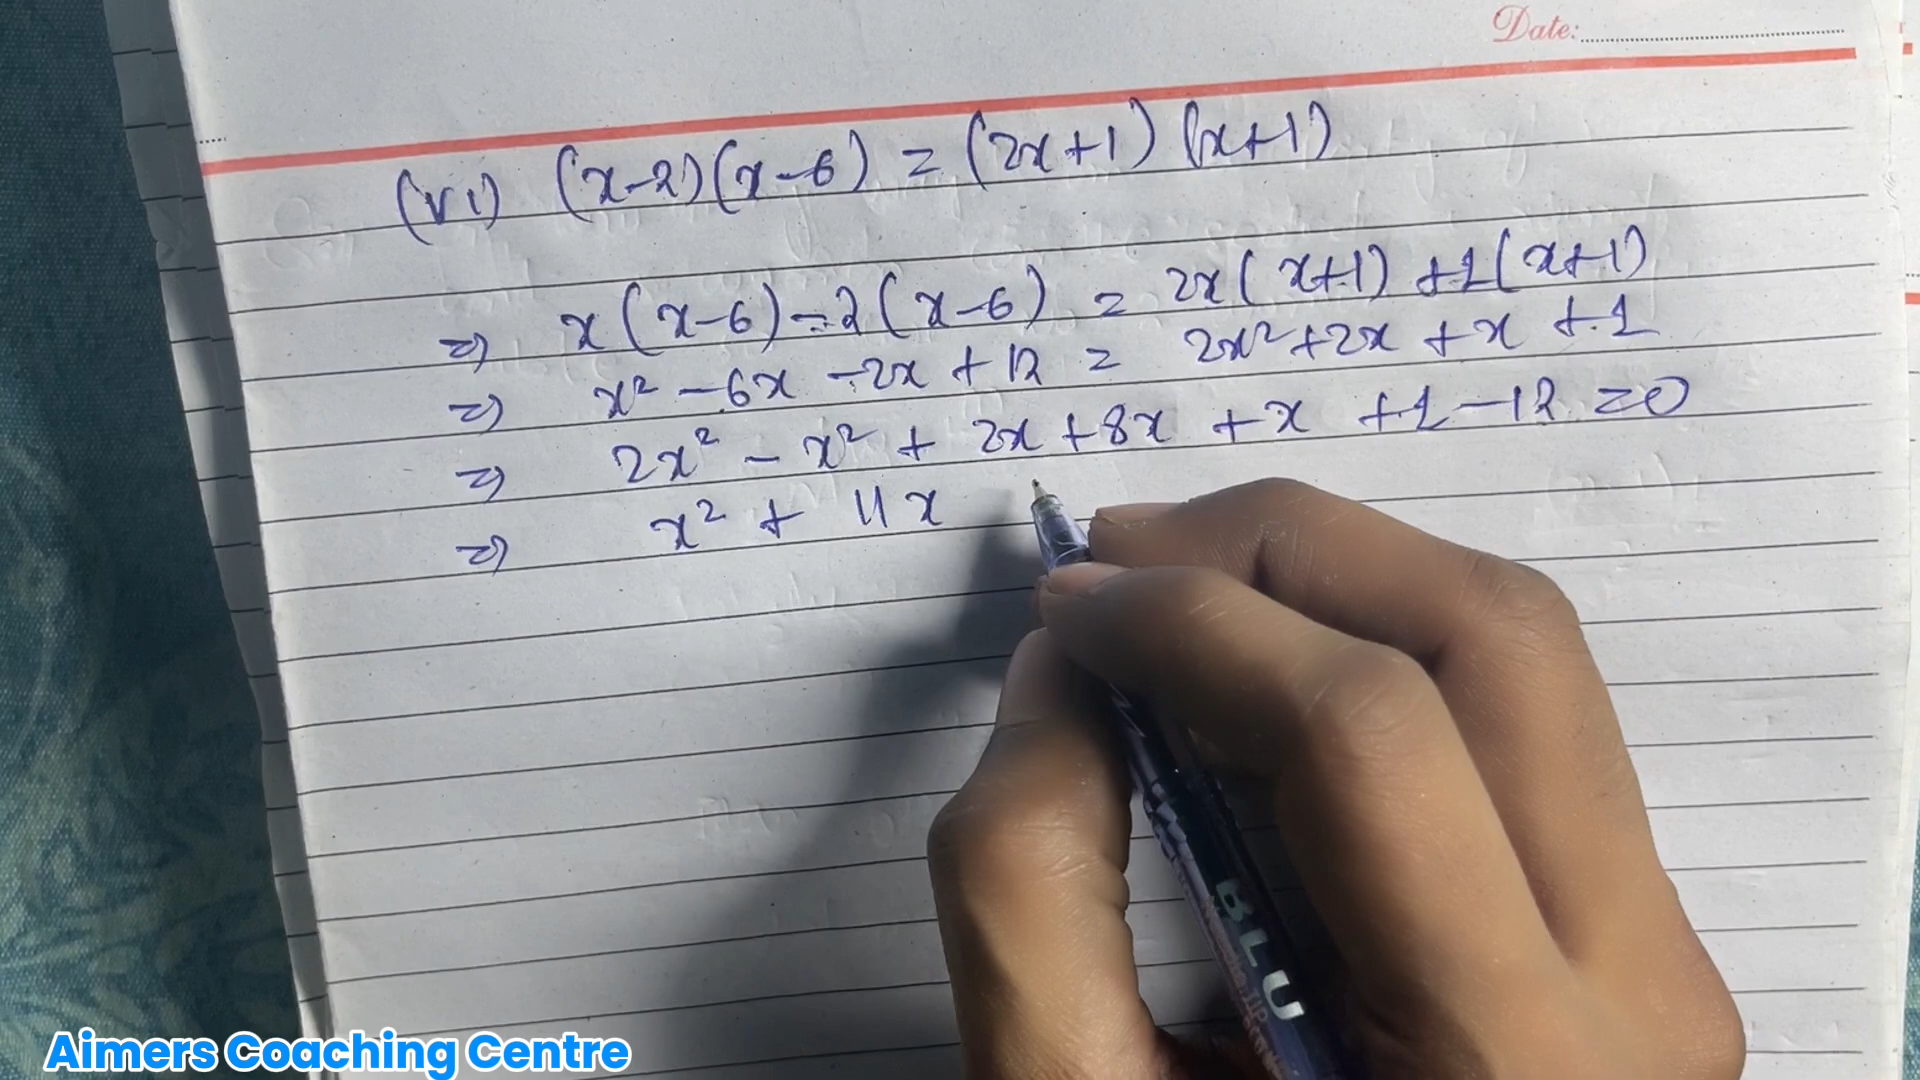 Date:
(vi) (x-2)(x-6) = (2x+1)(x+1)
⇒ x(x-6)-2(x-6) = 2x(x+1)+1(x+1)
⇒ x²-6x-2x+12 = 2x²+2x+x+1
⇒ 2x²-x²+2x+8x+x+1-12=0
⇒ x²+11x
BLU
Aimers Coaching Centre